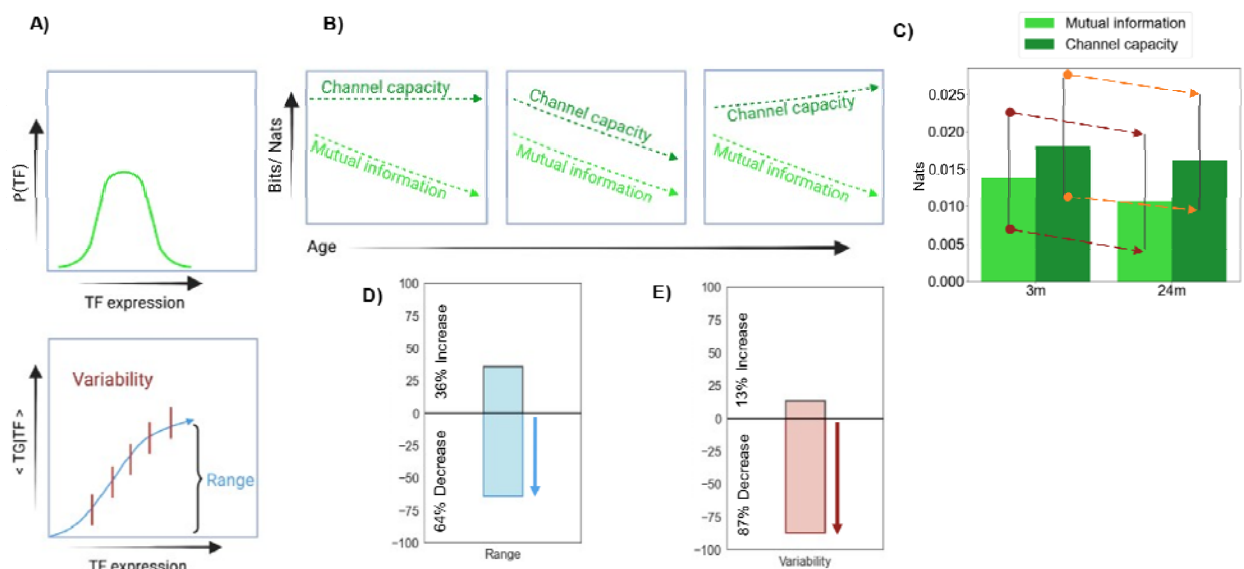 A)
P(TF)
TF expression
Variability
< TG|TF >
Range
TF expression
B)
Bits/ Nats
Channel capacity
Mutual information
Channel capacity
Mutual information
Channel capacity
Mutual information
Age
C)
Mutual information
Channel capacity
Nats
0.025
0.020
0.015
0.010
0.005
0.000
3m
24m
D)
100
75
50
25
0
−25
−50
−75
−100
36% Increase
64% Decrease
Range
E)
100
75
50
25
0
−25
−50
−75
−100
13% Increase
87% Decrease
Variability